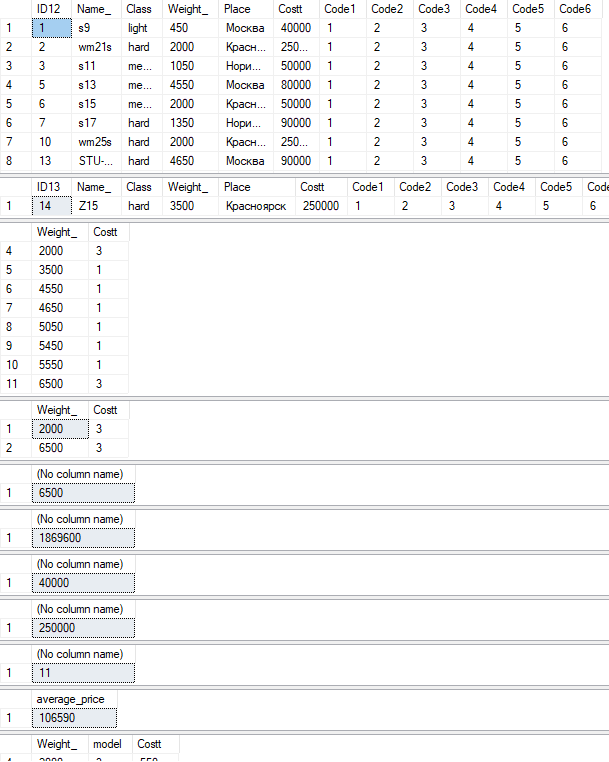 ID12 Name_ Class Weight_ Place Costt Code1 Code2 Code3 Code4 Code5 Code6
1 1 s9 light 450 Москва 40000 1 2 3 4 5 6
2 2 wm21s hard 2000 Красн... 250... 1 2 3 4 5 6
3 3 s11 me... 1050 Нори... 50000 1 2 3 4 5 6
4 5 s13 me... 4550 Москва 80000 1 2 3 4 5 6
5 6 s15 me... 2000 Красн... 50000 1 2 3 4 5 6
6 7 s17 hard 1350 Нори... 90000 1 2 3 4 5 6
7 10 wm25s hard 2000 Красн... 250... 1 2 3 4 5 6
8 13 STU-... hard 4650 Москва 90000 1 2 3 4 5 6
ID13 Name_ Class Weight_ Place Costt Code1 Code2 Code3 Code4 Code5 Code6
1 14 Z15 hard 3500 Красноярск 250000 1 2 3 4 5 6
Weight_ Costt
4 2000 3
5 3500 1
6 4550 1
7 4650 1
8 5050 1
9 5450 1
10 5550 1
11 6500 3
Weight_ Costt
1 2000 3
2 6500 3
(No column name)
1 6500
(No column name)
1 1869600
(No column name)
1 40000
(No column name)
1 250000
(No column name)
1 11
average_price
1 106590
Weight_ model Costt